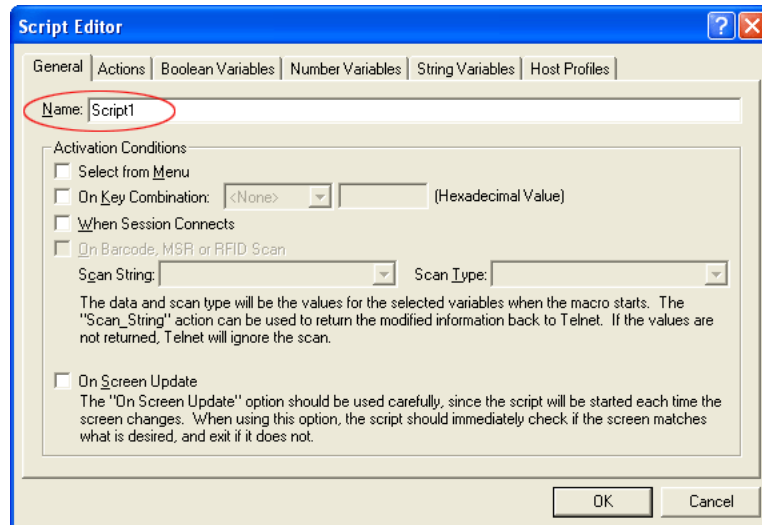 Script Editor
General Actions Boolean Variables Number Variables String Variables Host Profiles
Name: Script1
Activation Conditions
Select from Menu
On Key Combination: <None> (Hexadecimal Value)
When Session Connects
On Barcode, MSR or RFID Scan
Scan String: Scan Type:
The data and scan type will be the values for the selected variables when the macro starts. The
"Scan_String" action can be used to return the modified information back to Telnet. If the values are
not returned, Telnet will ignore the scan.
On Screen Update
The "On Screen Update" option should be used carefully, since the script will be started each time the
screen changes. When using this option, the script should immediately check if the screen matches
what is desired, and exit if it does not.
OK Cancel